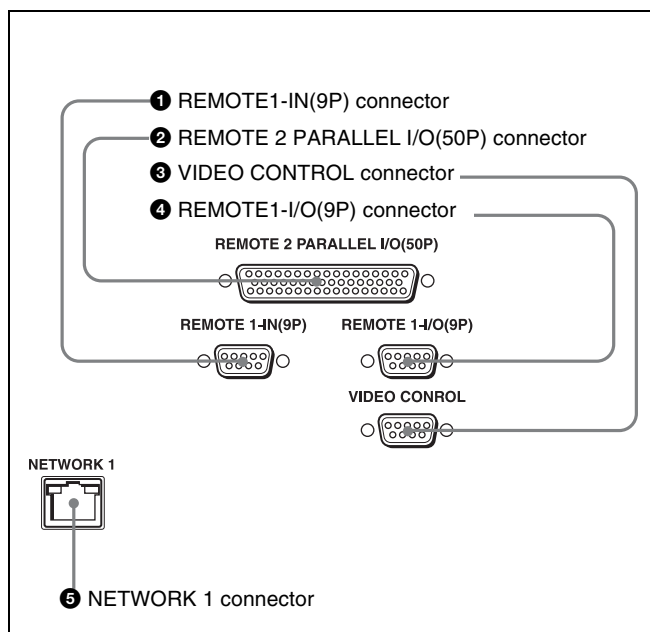 ❶ REMOTE1-IN(9P) connector
❷ REMOTE 2 PARALLEL I/O(50P) connector
❸ VIDEO CONTROL connector
❹ REMOTE1-I/O(9P) connector
REMOTE 2 PARALLEL I/O(50P)
REMOTE 1-IN(9P) REMOTE 1-I/O(9P)
VIDEO CONROL
NETWORK 1
❺ NETWORK 1 connector